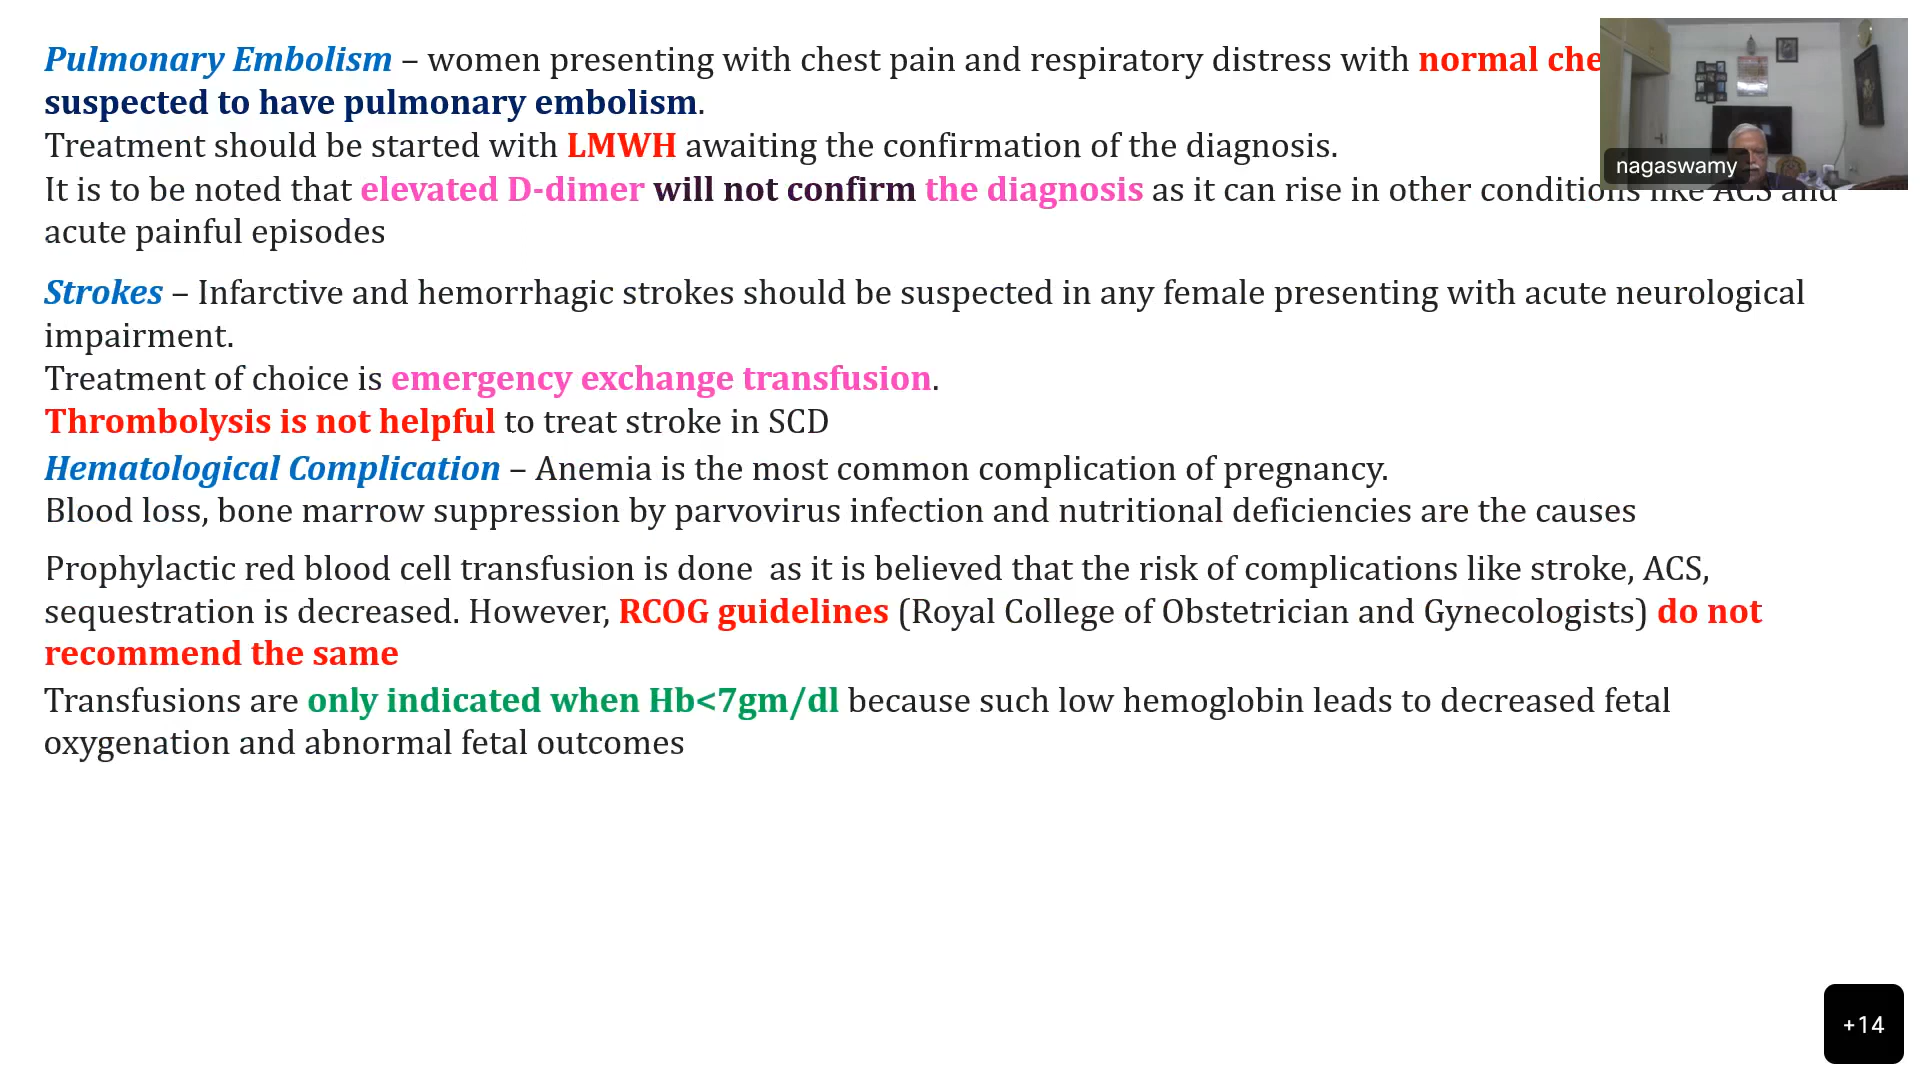 Pulmonary Embolism – women presenting with chest pain and respiratory distress with normal
suspected to have pulmonary embolism.
Treatment should be started with LMWH awaiting the confirmation of the diagnosis.
nagaswamy
It is to be noted that elevated D-dimer will not confirm the diagnosis as it can rise in other conditions like ACS and
acute painful episodes
Strokes – Infarctive and hemorrhagic strokes should be suspected in any female presenting with acute neurological
impairment.
Treatment of choice is emergency exchange transfusion.
Thrombolysis is not helpful to treat stroke in SCD
Hematological Complication – Anemia is the most common complication of pregnancy.
Blood loss, bone marrow suppression by parvovirus infection and nutritional deficiencies are the causes
Prophylactic red blood cell transfusion is done as it is believed that the risk of complications like stroke, ACS,
sequestration is decreased. However, RCOG guidelines (Royal College of Obstetrician and Gynecologists) do not
recommend the same
Transfusions are only indicated when Hb<7gm/dl because such low hemoglobin leads to decreased fetal
oxygenation and abnormal fetal outcomes
+14